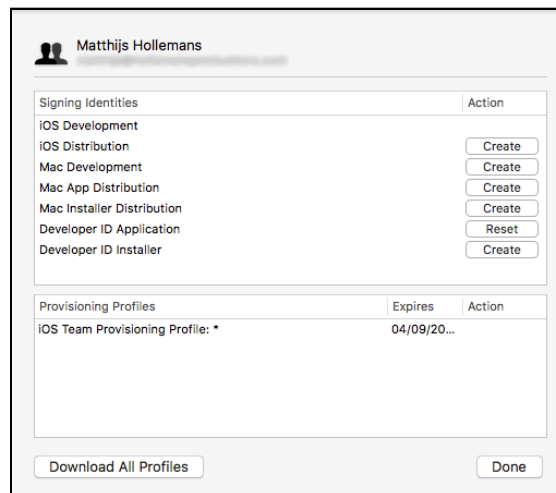 Matthijs Hollemans
Signing Identities Action
iOS Development
iOS Distribution Create
Mac Development Create
Mac App Distribution Create
Mac Installer Distribution Create
Developer ID Application Reset
Developer ID Installer Create
Provisioning Profiles Expires Action
iOS Team Provisioning Profile: * 04/09/20...
Download All Profiles Done